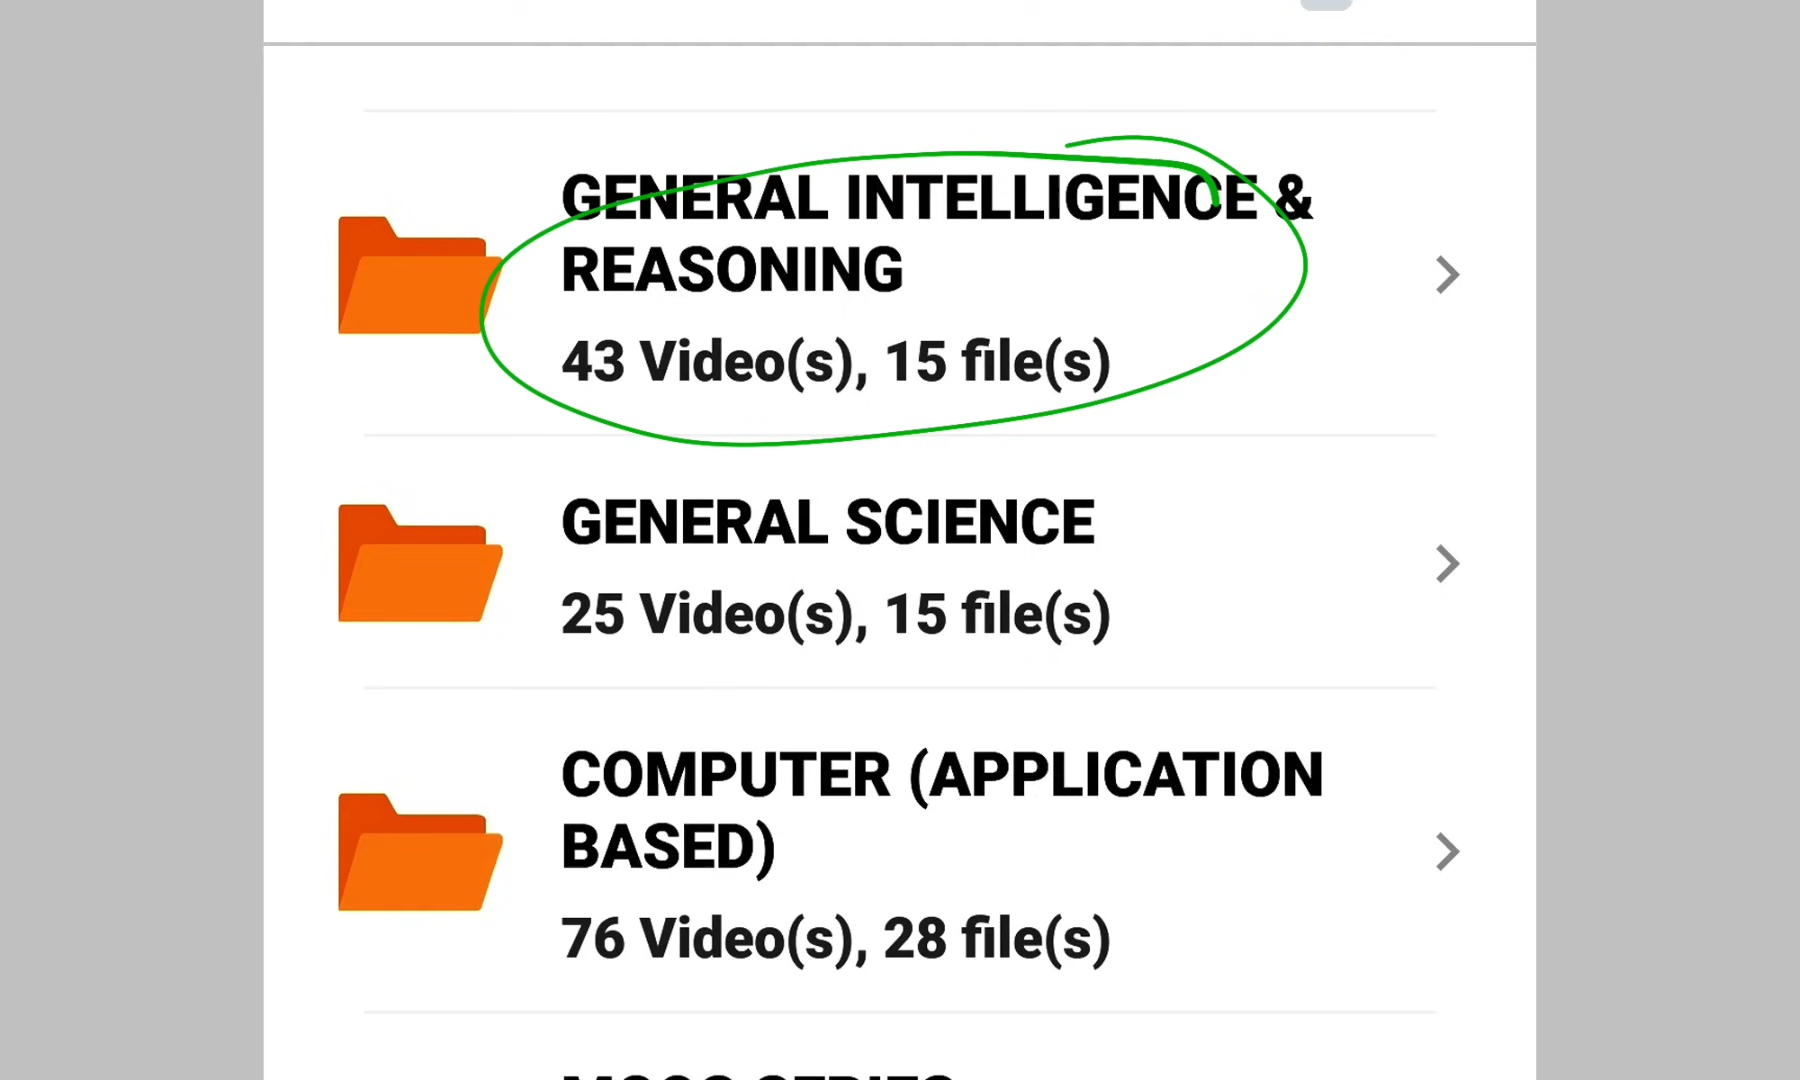 GENERAL INTELLIGENCE &
REASONING
43 Video(s), 15 file(s)
GENERAL SCIENCE
25 Video(s), 15 file(s)
COMPUTER (APPLICATION
BASED)
76 Video(s), 28 file(s)